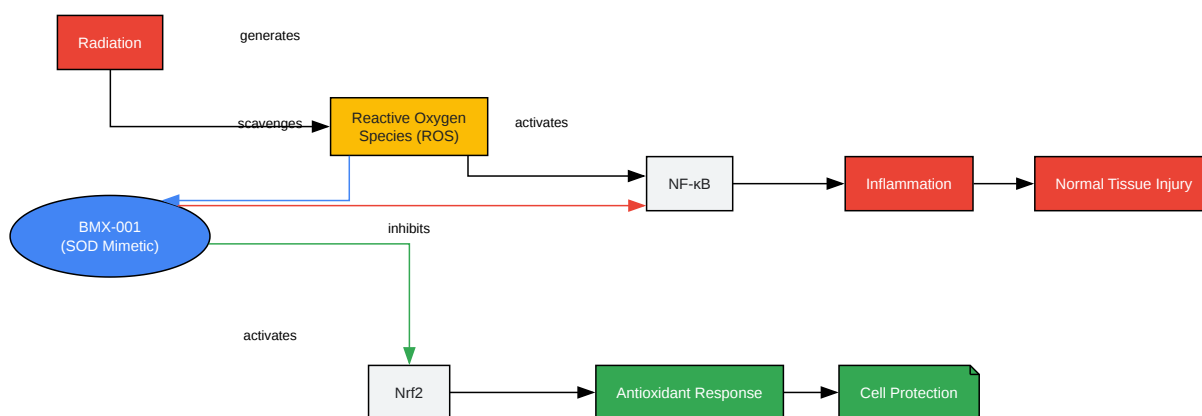 generates
Radiation
Reactive Oxygen
Species (ROS)
scavenges
activates
NF-κB
Inflammation
Normal Tissue Injury
BMX-001
(SOD Mimetic)
inhibits
activates
Nrf2
Antioxidant Response
Cell Protection